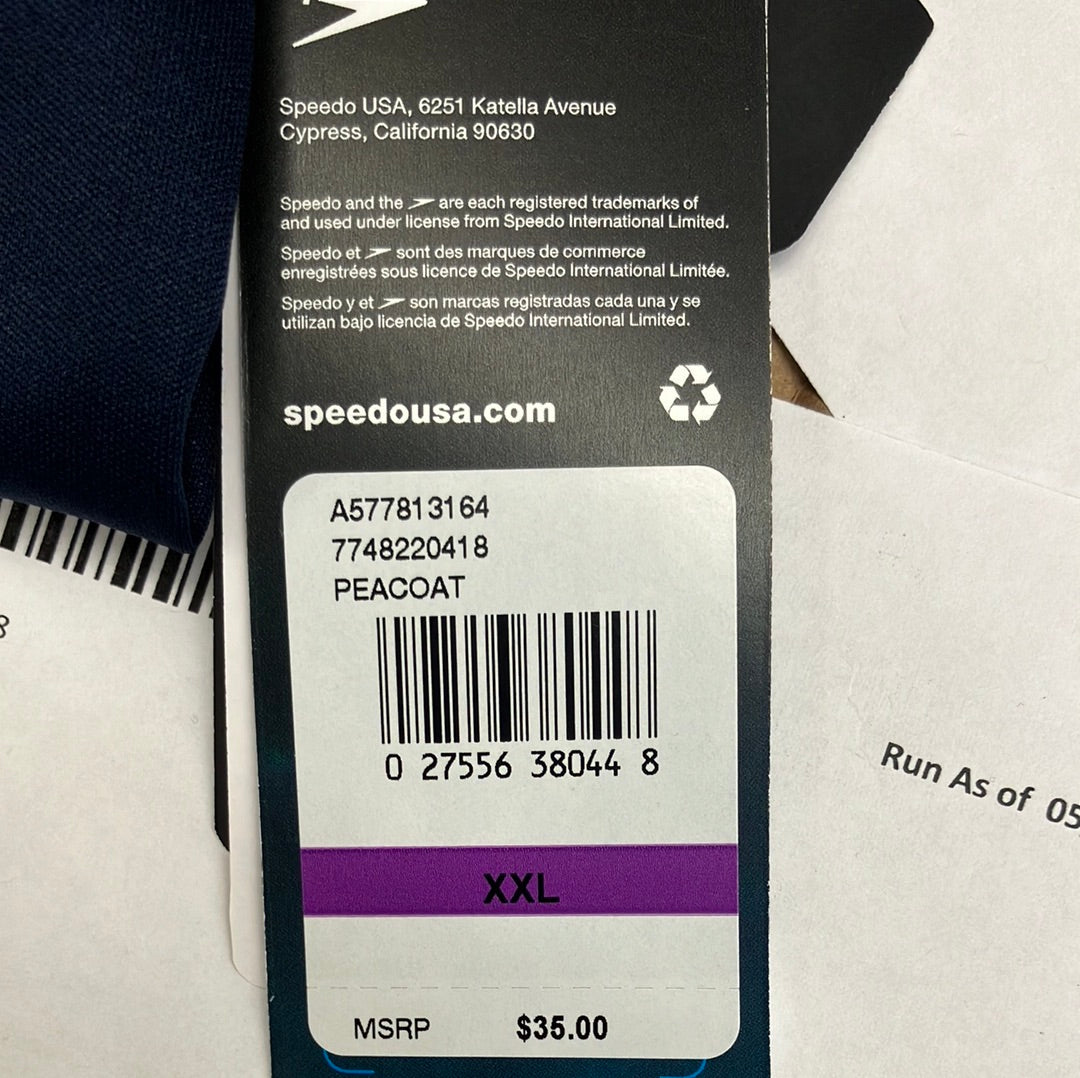 Speedo USA, 6251 Katella Avenue
Cypress, California 90630
Speedo and the are each registered trademarks of
and used under license from Speedo International Limited.
Speedo et sont des marques de commerce
enregistrées sous licence de Speedo International Limitée.
Speedo y et son marcas registradas cada una y se
utilizan bajo licencia de Speedo International Limited.
speedousa.com
A577813164
7748220418
PEACOAT
0 27556 38044 8
XXL
MSRP $35.00
8
Run As of 05